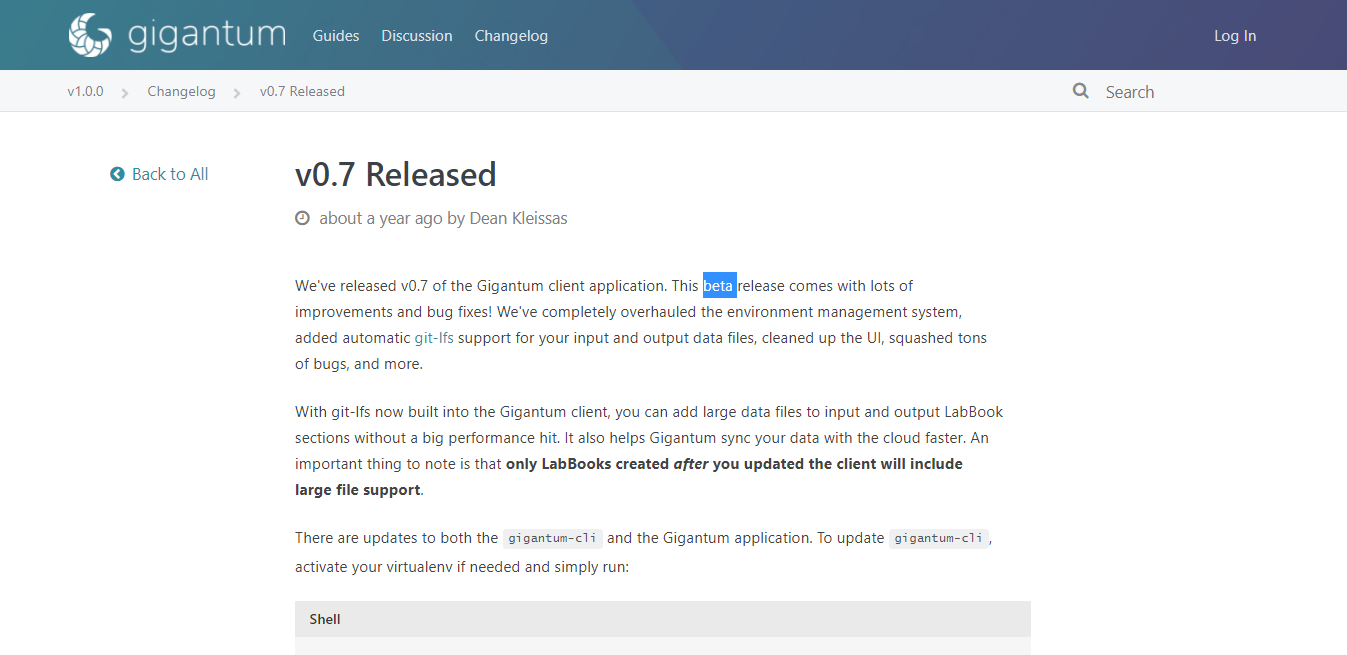 gigantum Guides Discussion Changelog Log In
v1.0.0 Changelog v0.7 Released Search
Back to All
v0.7 Released
about a year ago by Dean Kleissas
We've released v0.7 of the Gigantum client application. This beta release comes with lots of
improvements and bug fixes! We've completely overhauled the environment management system,
added automatic git-lfs support for your input and output data files, cleaned up the UI, squashed tons
of bugs, and more.
With git-lfs now built into the Gigantum client, you can add large data files to input and output LabBook
sections without a big performance hit. It also helps Gigantum sync your data with the cloud faster. An
important thing to note is that only LabBooks created after you updated the client will include
large file support.
There are updates to both the gigantum-cli and the Gigantum application. To update gigantum-cli,
activate your virtualenv if needed and simply run:
Shell